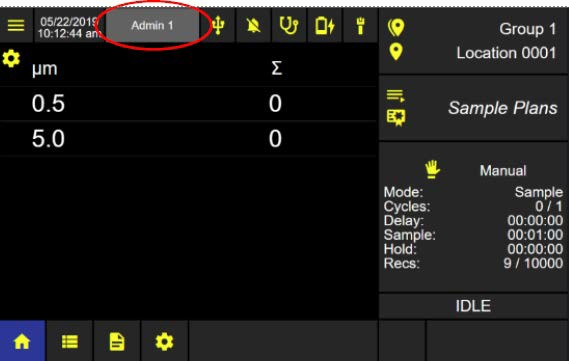 05/22/2019
10:12:44 am
Admin 1
Group 1
Location 0001
µm Σ
0.5 0
5.0 0
Sample Plans
Manual
Mode: Sample
Cycles: 0 / 1
Delay: 00:00:00
Sample: 00:01:00
Hold: 00:00:00
Recs: 9 / 10000
IDLE